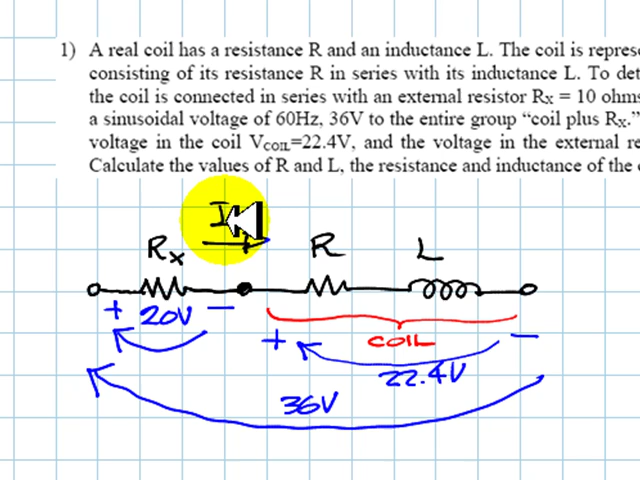 1) A real coil has a resistance R and an inductance L. The coil is
consisting of its resistance R in series with its inductance L. To
the coil is connected in series with an external resistor Rx = 10 ohms
a sinusoidal voltage of 60Hz, 36V to the entire group “coil plus Rx.”
voltage in the coil VCOIL=22.4V, and the voltage in the external
Calculate the values of R and L, the resistance and inductance of the
I
Rx R L
+ 20V − + COIL −
22.4V
36V